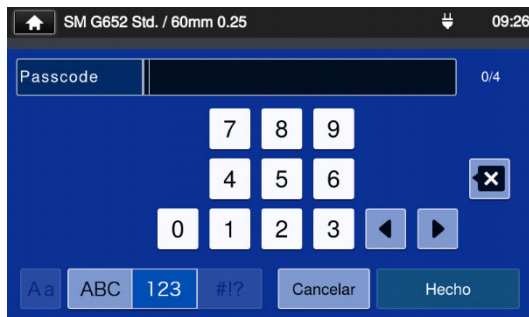 SM G652 Std. / 60mm 0.25 09:26
Passcode 0/4
7 8 9
4 5 6
0 1 2 3
Aa ABC 123 #!? Cancelar Hecho